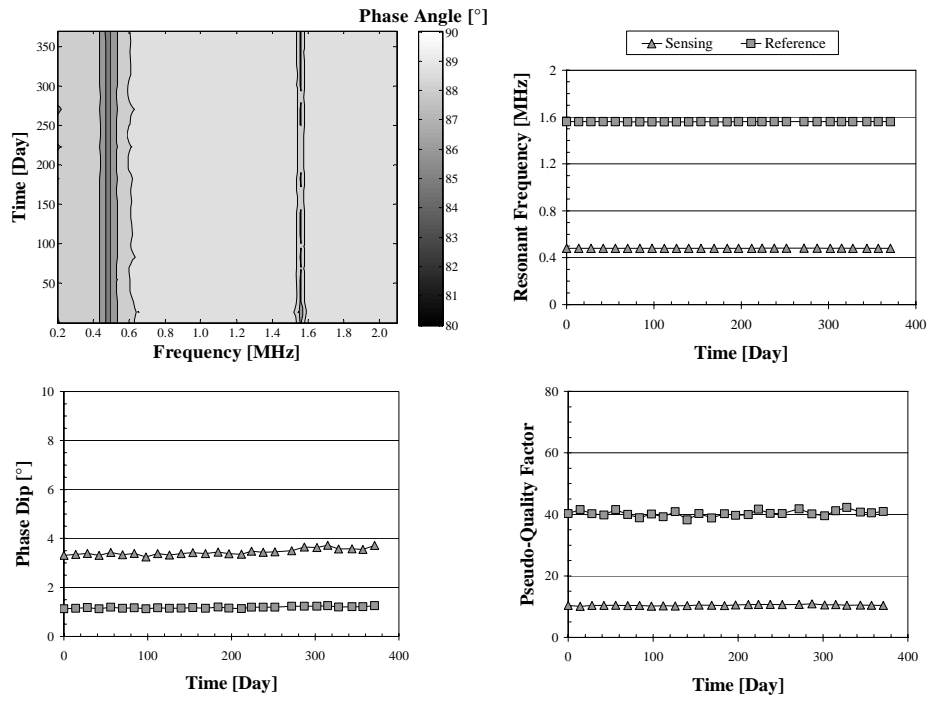 Phase Angle [°]
350
300
250
200
150
100
50
Time [Day]
0.2 0.4 0.6 0.8 1.0 1.2 1.4 1.6 1.8 2.0
Frequency [MHz]
90
89
88
87
86
85
84
83
82
81
80
Sensing Reference
2
1.6
1.2
0.8
0.4
0
Resonant Frequency [MHz]
0 100 200 300 400
Time [Day]
10
8
6
4
2
0
Phase Dip [°]
0 100 200 300 400
Time [Day]
80
60
40
20
0
Pseudo-Quality Factor
0 100 200 300 400
Time [Day]